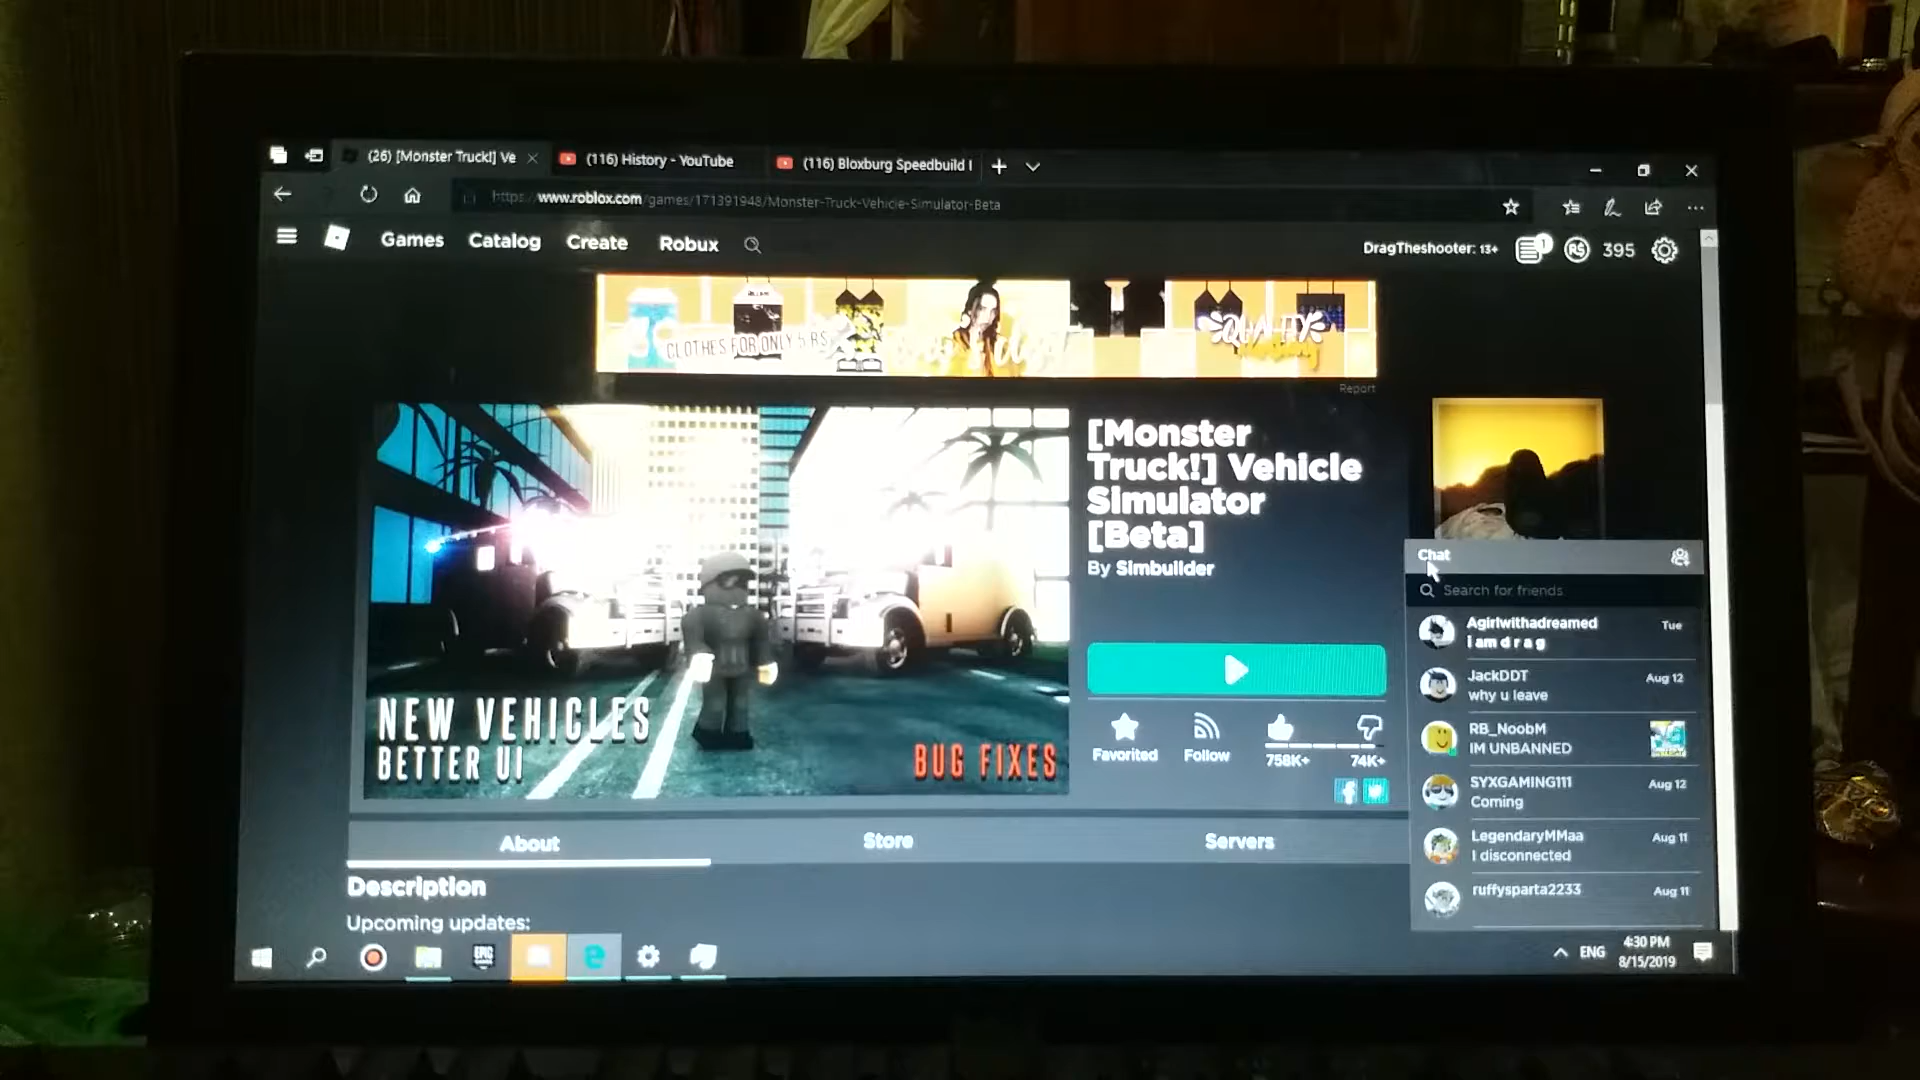 (26) [Monster Truck!] Ve
(116) History - YouTube
(116) Bloxburg Speedbuild I
https://www.roblox.com/games/171391948/Monster-Truck-Vehicle-Simulator-Beta
Games
Catalog
Create
Robux
DragTheshooter: 13+
1
R$
395
CLOTHES FOR ONLY 5 RS
Report
[Monster
Truck!] Vehicle
Simulator
[Beta]
By Simbuilder
NEW VEHICLES
BETTER UI
BUG FIXES
Favorited
Follow
758K+
74K+
Chat
Search for friends
Agirlwithadreamed
Tue
I am d r a g
JackDDT
Aug 12
why u leave
RB_NoobM
IM UNBANNED
SYXGAMING111
Aug 12
Coming
LegendaryMMaa
Aug 11
I disconnected
ruffysparta2233
Aug 11
About
Store
Servers
Description
Upcoming updates:
EPIC
ENG
4:30 PM
8/15/2019